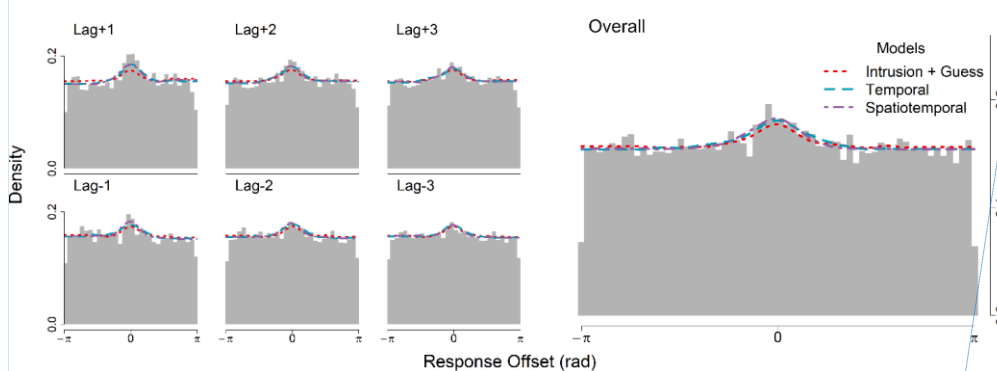 Lag+1
Lag+2
Lag+3
Overall
Models
Intrusion + Guess
Temporal
Spatiotemporal
0.2
0.0
Density
Lag-1
Lag-2
Lag-3
0.2
0.0
-π 0 π
-π 0 π
-π 0 π
-π 0 π
Response Offset (rad)